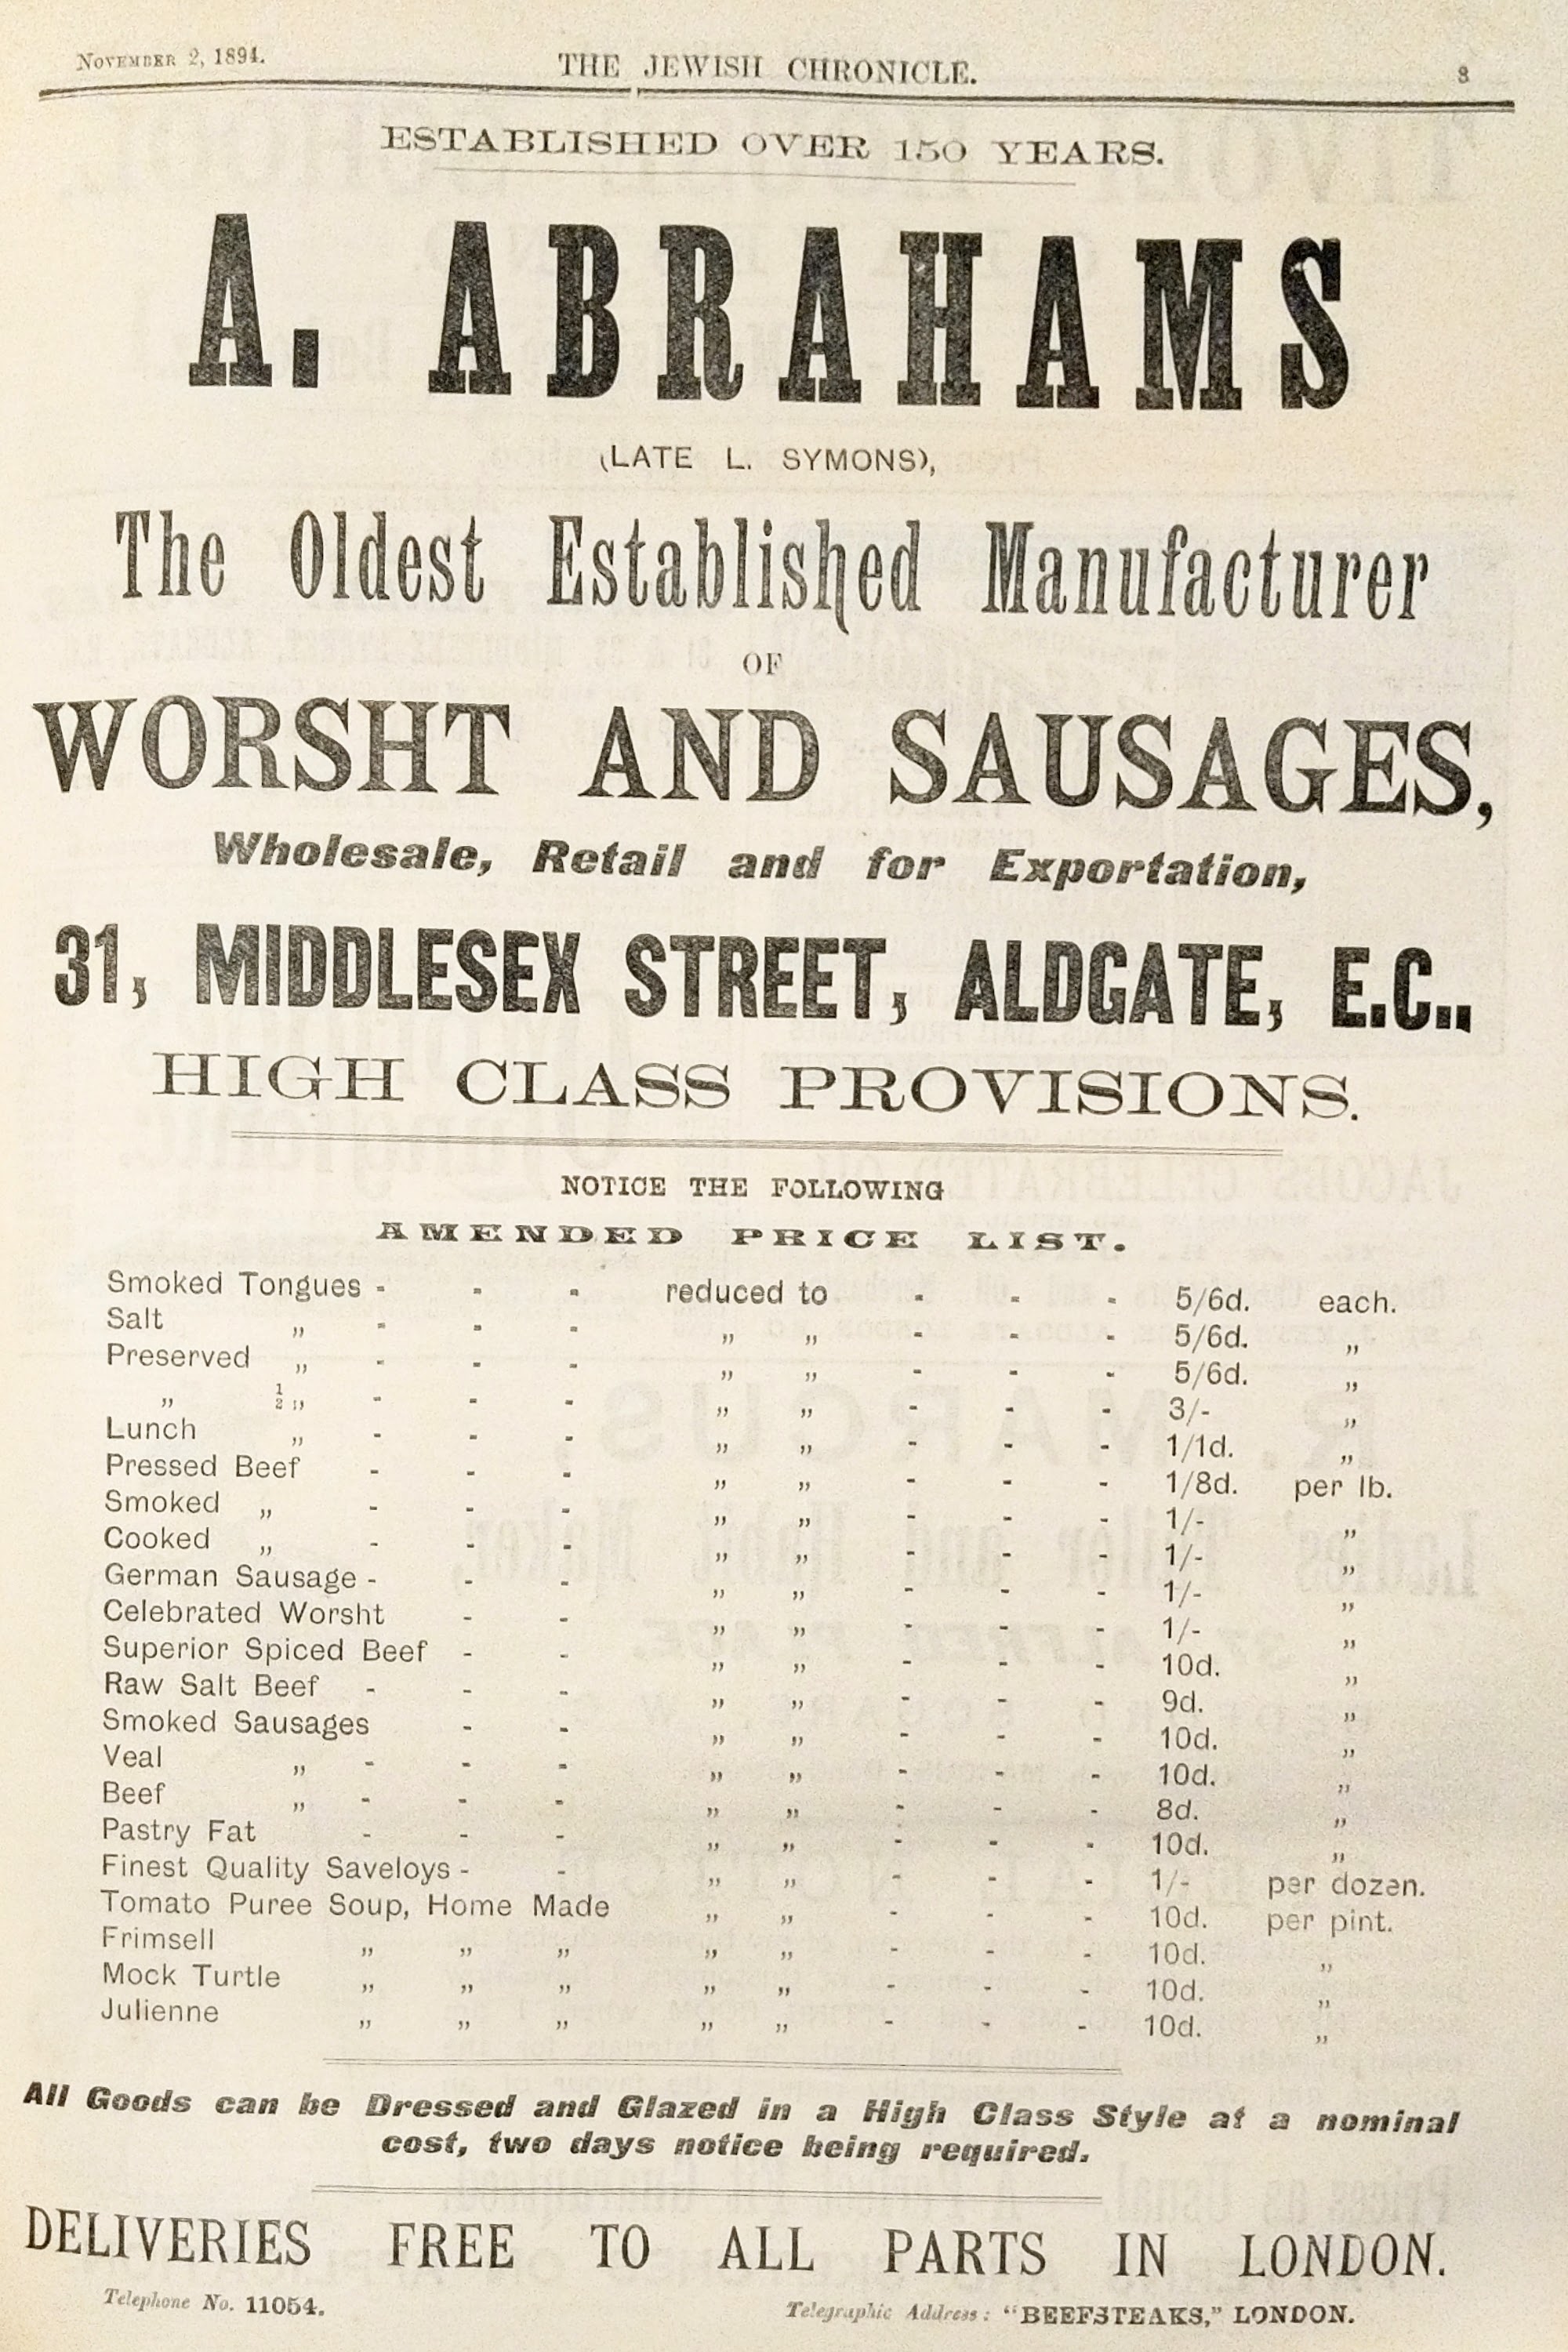 NOVEMBER 2, 1894. THE JEWISH CHRONICLE. 3
ESTABLISHED OVER 150 YEARS.
A. ABRAHAMS
(LATE L. SYMONS),
The Oldest Established Manufacturer
OF
WORSHT AND SAUSAGES,
Wholesale, Retail and for Exportation,
31, MIDDLESEX STREET, ALDGATE, E.C..
HIGH CLASS PROVISIONS.
NOTICE THE FOLLOWING
AMENDED PRICE LIST.
Smoked Tongues - - - reduced to - - - 5/6d. each.
Salt „ - - - „ „ - - - 5/6d. „
Preserved „ - - - „ „ - - - 5/6d. „
„ ½ „ - - - „ „ - - - 3/- „
Lunch „ - - - „ „ - - - 1/1d. „
Pressed Beef - - - „ „ - - - 1/8d. per lb.
Smoked „ - - - „ „ - - - 1/- „
Cooked „ - - - „ „ - - - 1/- „
German Sausage - - - „ „ - - - 1/- „
Celebrated Worsht - - „ „ - - - 1/- „
Superior Spiced Beef - - „ „ - - - 10d. „
Raw Salt Beef - - - „ „ - - - 9d. „
Smoked Sausages - - „ „ - - - 10d. „
Veal „ - - - „ „ - - - 10d. „
Beef „ - - - „ „ - - - 8d. „
Pastry Fat - - - „ „ - - - 10d. „
Finest Quality Saveloys - - „ „ - - - 1/- per dozen.
Tomato Puree Soup, Home Made „ „ - - - 10d. per pint.
Frimsell „ „ „ „ „ - - - 10d. „
Mock Turtle „ „ „ „ „ - - - 10d. „
Julienne „ „ „ „ „ - - - 10d. „
All Goods can be Dressed and Glazed in a High Class Style at a nominal
cost, two days notice being required.
DELIVERIES FREE TO ALL PARTS IN LONDON.
Telephone No. 11054. Telegraphic Address: "BEEFSTEAKS," LONDON.